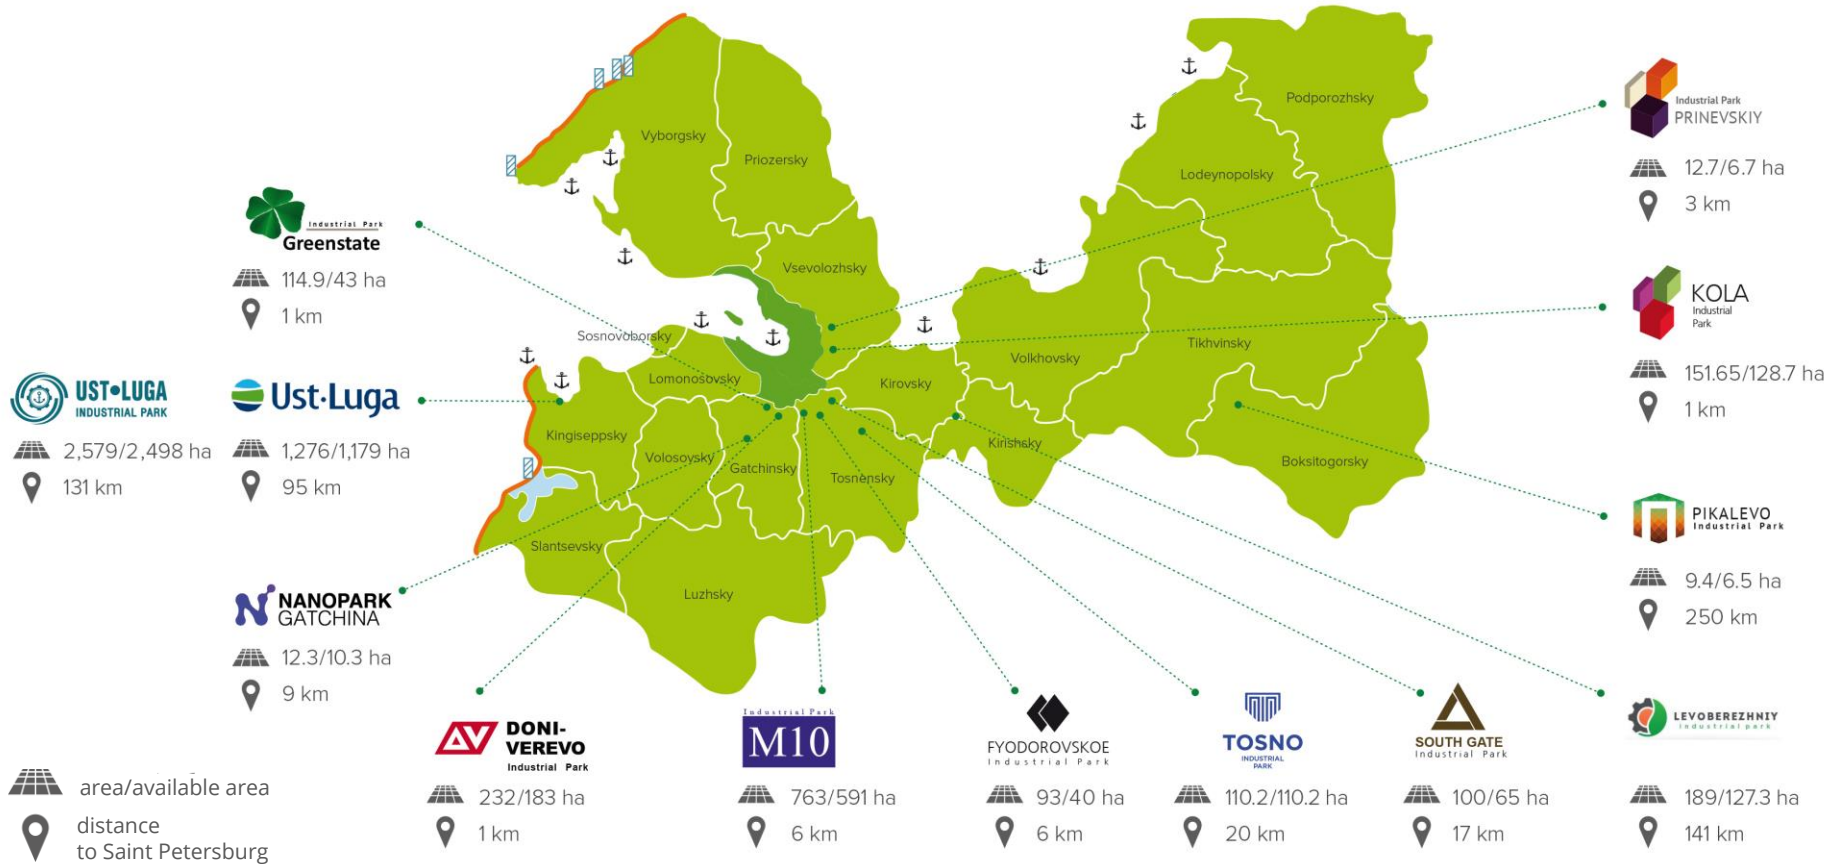 Vyborgsky
Priozersky
Vsevolozhsky
Podporozhsky
Lodeynopolsky
Tikhvinsky
Volkhovsky
Boksitogorsky
Kirovsky
Kirishsky
Sosnovoborsky
Lomonosovsky
Kingiseppsky
Volosovsky
Gatchinsky
Tosnensky
Slantsevsky
Luzhsky
Industrial Park
Greenstate
114.9/43 ha
1 km
UST•LUGA
INDUSTRIAL PARK
2,579/2,498 ha
131 km
Ust·Luga
1,276/1,179 ha
95 km
NANOPARK
GATCHINA
12.3/10.3 ha
9 km
DONI-
VEREVO
Industrial Park
232/183 ha
1 km
Industrial Park
M10
763/591 ha
6 km
FYODOROVSKOE
Industrial Park
93/40 ha
6 km
TOSNO
INDUSTRIAL
PARK
110.2/110.2 ha
20 km
SOUTH GATE
Industrial Park
100/65 ha
17 km
LEVOBEREZHNIY
industrial park
189/127.3 ha
141 km
Industrial Park
PRINEVSKIY
12.7/6.7 ha
3 km
KOLA
Industrial
Park
151.65/128.7 ha
1 km
PIKALEVO
Industrial Park
9.4/6.5 ha
250 km
area/available area
distance
to Saint Petersburg